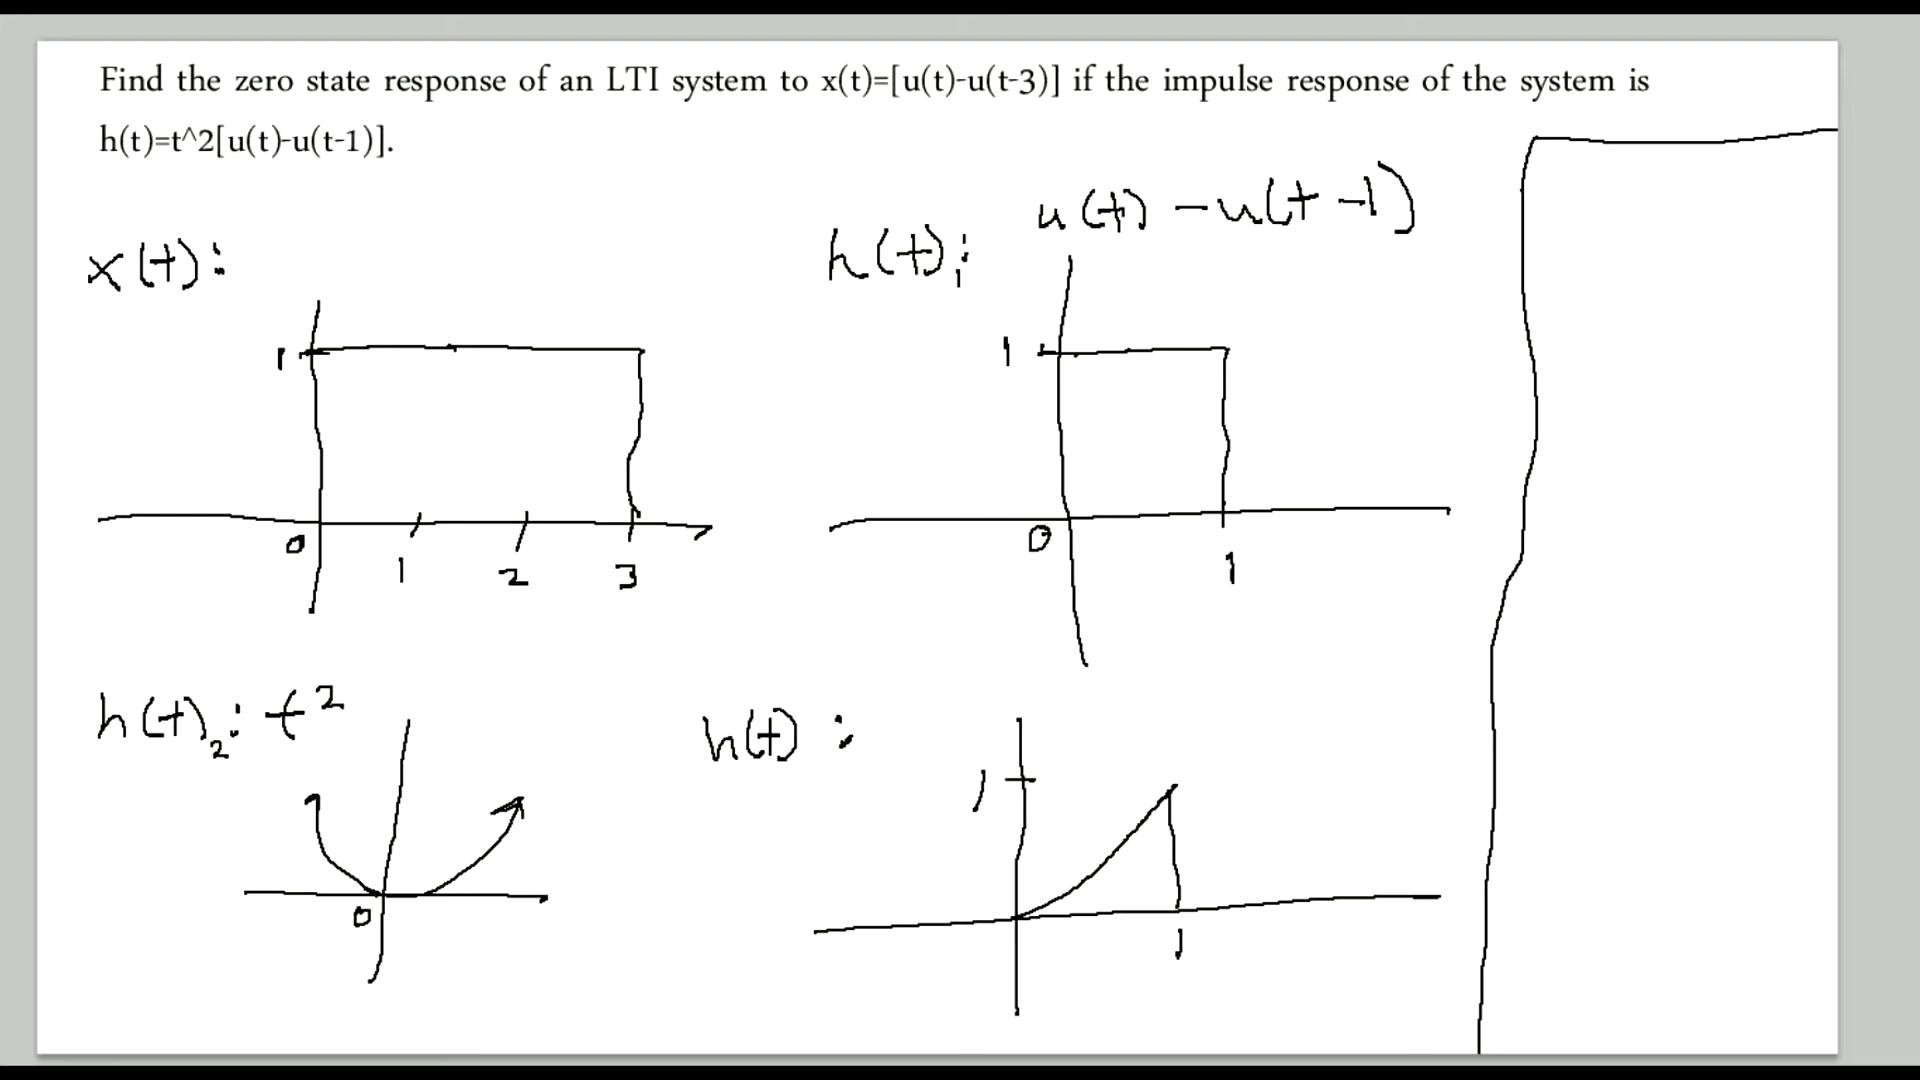 Find the zero state response of an LTI system to x(t)=[u(t)-u(t-3)] if the impulse response of the system is
h(t)=t^2[u(t)-u(t-1)].
x(t):
1
0
1 2 3
h(t)₁: u(t) - u(t-1)
1
0
1
h(t)₂: t²
0
h(t):
1
1